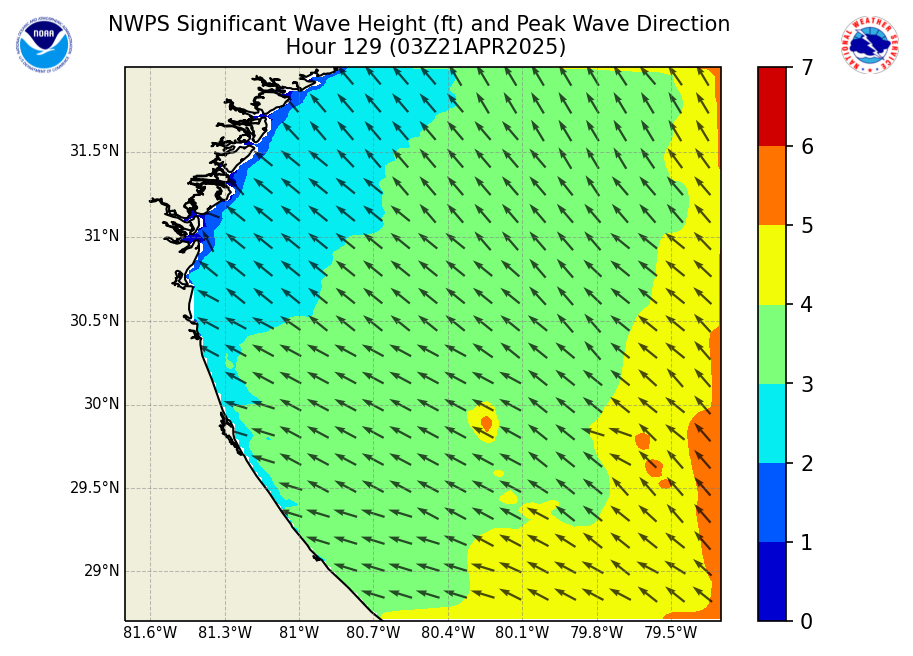 NWPS Significant Wave Height (ft) and Peak Wave Direction
Hour 129 (03Z21APR2025)
NOAA
NATIONAL WEATHER SERVICE
31.5°N
31°N
30.5°N
30°N
29.5°N
29°N
81.6°W 81.3°W 81°W 80.7°W 80.4°W 80.1°W 79.8°W 79.5°W
7
6
5
4
3
2
1
0